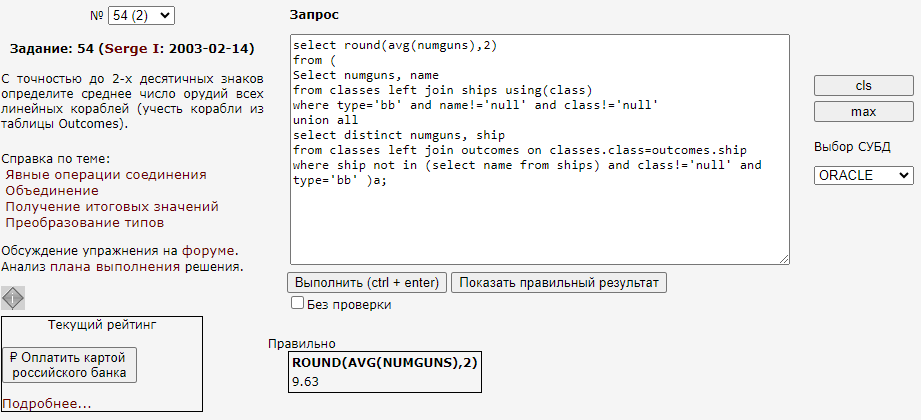 № 54 (2)
Задание: 54 (Serge I: 2003-02-14)
С точностью до 2-х десятичных знаков
определите среднее число орудий всех
линейных кораблей (учесть корабли из
таблицы Outcomes).
Справка по теме:
Явные операции соединения
Объединение
Получение итоговых значений
Преобразование типов
Обсуждение упражнения на форуме.
Анализ плана выполнения решения.
Текущий рейтинг
₽ Оплатить картой
российского банка
Подробнее...
Запрос
select round(avg(numguns),2)
from (
Select numguns, name
from classes left join ships using(class)
where type='bb' and name!='null' and class!='null'
union all
select distinct numguns, ship
from classes left join outcomes on classes.class=outcomes.ship
where ship not in (select name from ships) and class!='null' and
type='bb' )a;
Выполнить (ctrl + enter) Показать правильный результат
Без проверки
Правильно
ROUND(AVG(NUMGUNS),2)
9.63
cls
max
Выбор СУБД
ORACLE